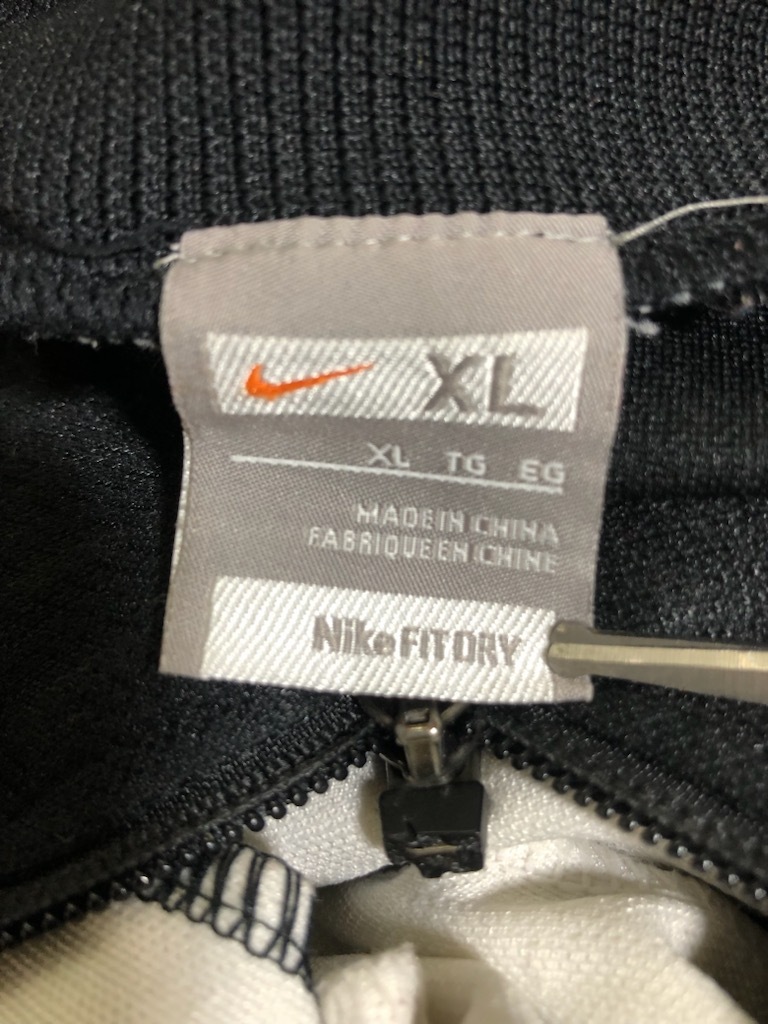 XL
XL TG EG
MADE IN CHINA
FABRIQUE EN CHINE
Nike FIT DRY